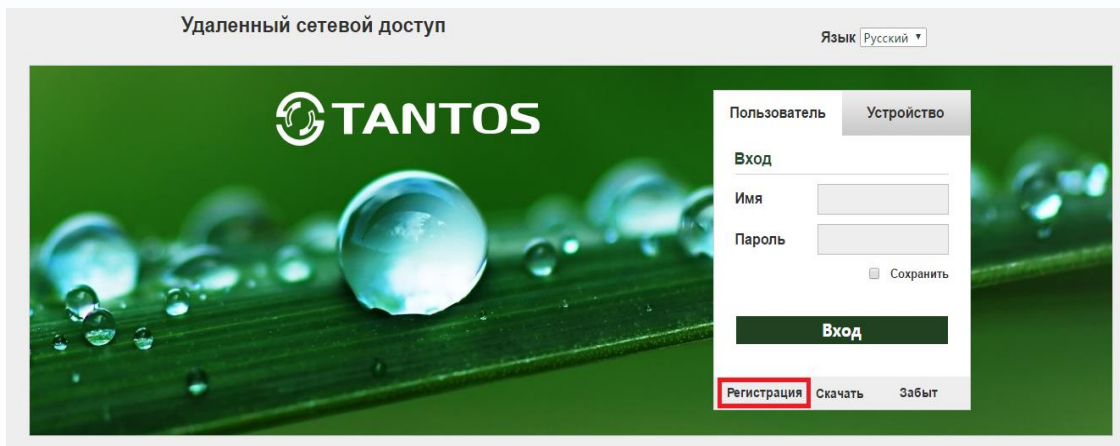 Удаленный сетевой доступ
Язык Русский
TANTOS
Пользователь Устройство
Вход
Имя
Пароль
Сохранить
Вход
Регистрация Скачать Забыт